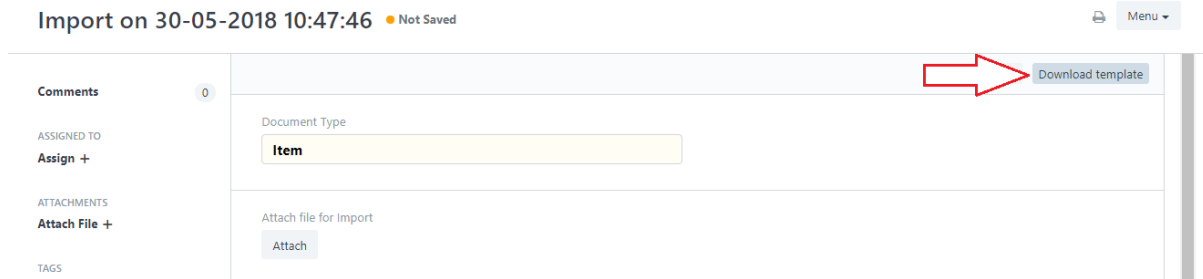 Import on 30-05-2018 10:47:46 Not Saved
Menu
Download template
Comments 0
ASSIGNED TO
Assign +
ATTACHMENTS
Attach File +
TAGS
Document Type
Item
Attach file for Import
Attach